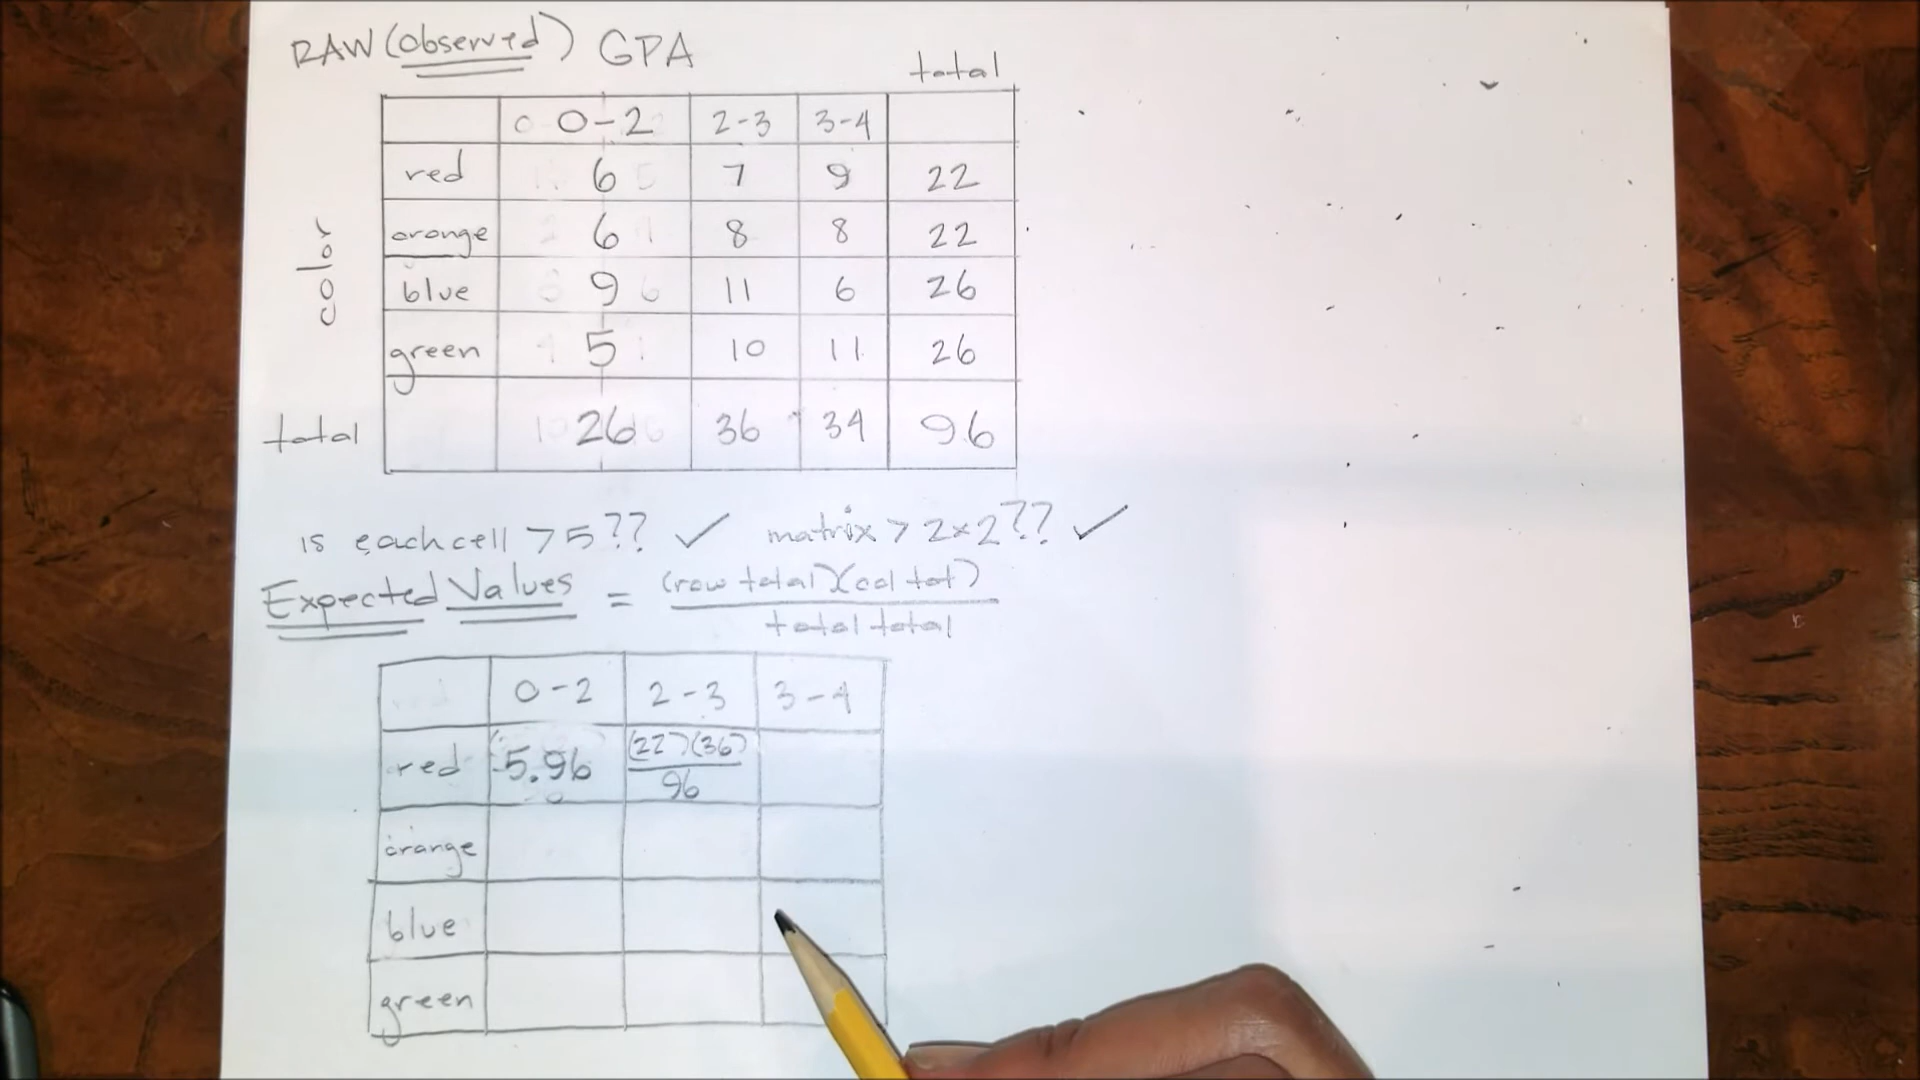 RAW (observed) GPA
total
0-2 2-3 3-4
red 6 7 9 22
orange 6 8 8 22
color
blue 9 11 6 26
green 5 10 11 26
total 26 36 34 96
is each cell > 5?? ✓ matrix > 2×2?? ✓
Expected Values = (row total)(col tot)
total total
0-2 2-3 3-4
red 5.96 (22)(36)
96
orange
blue
green